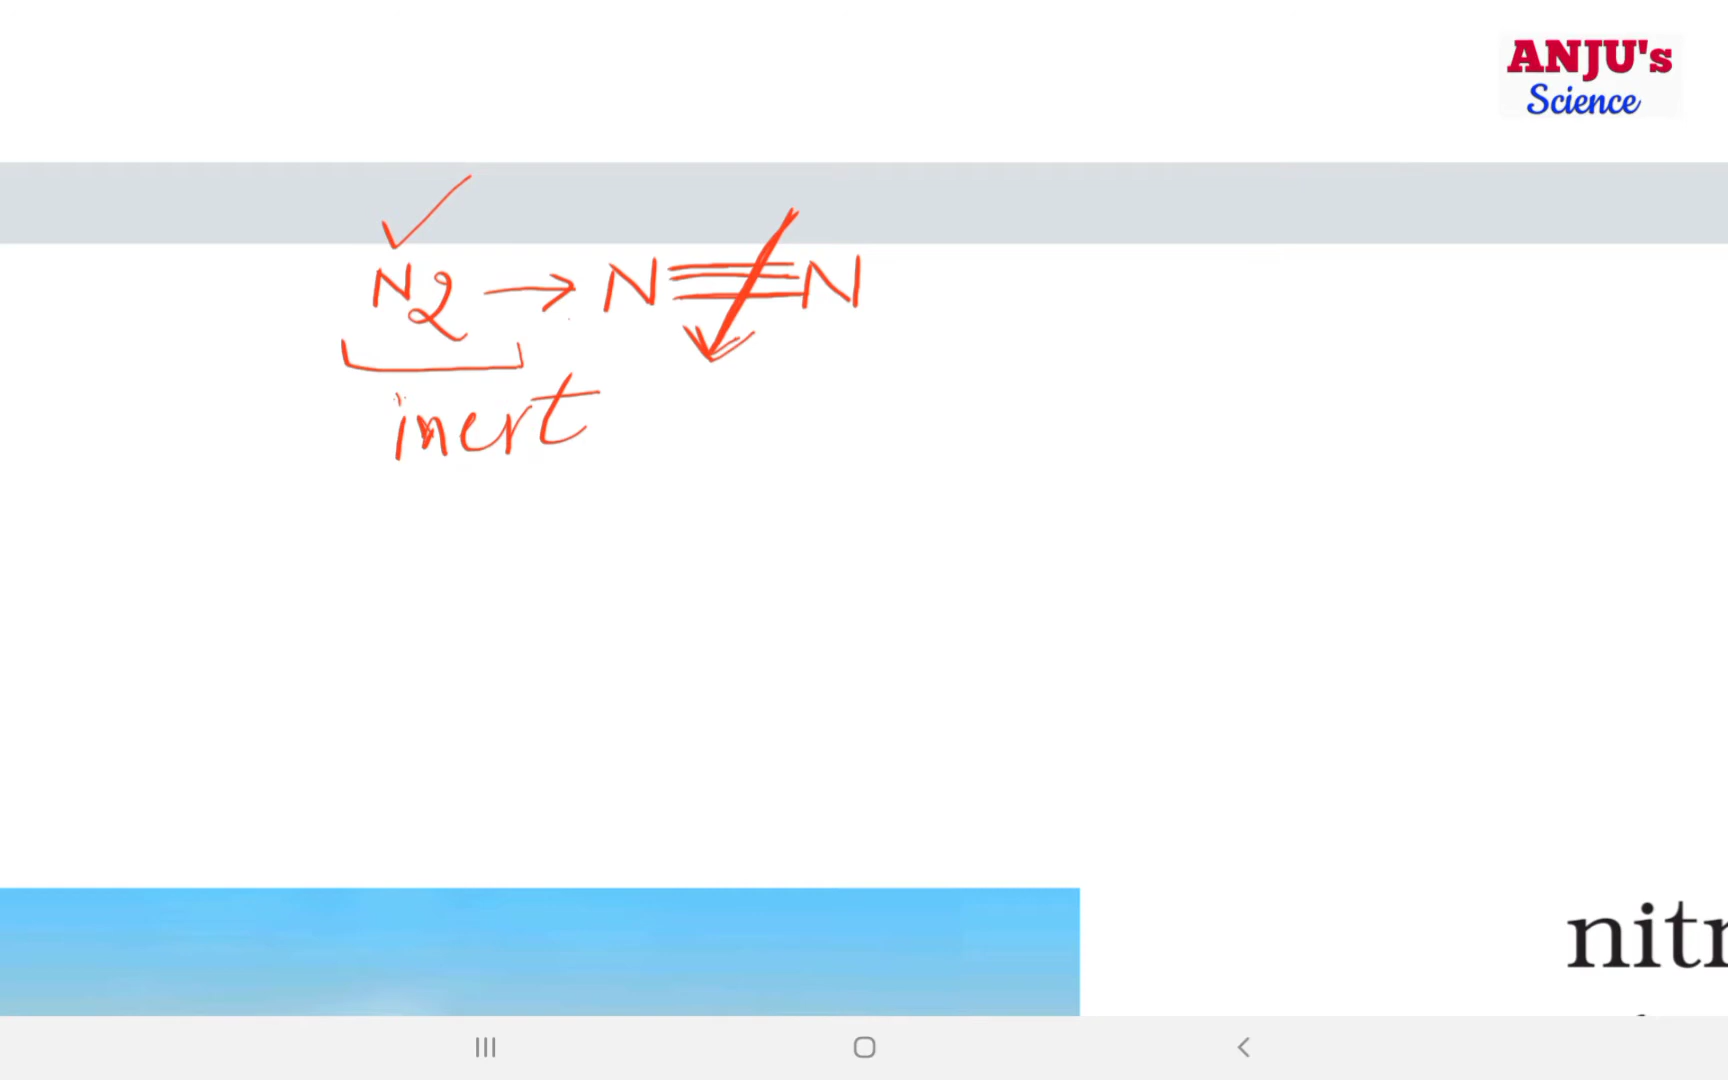 ANJU's
Science
N2 → N≡N
inert
nitr